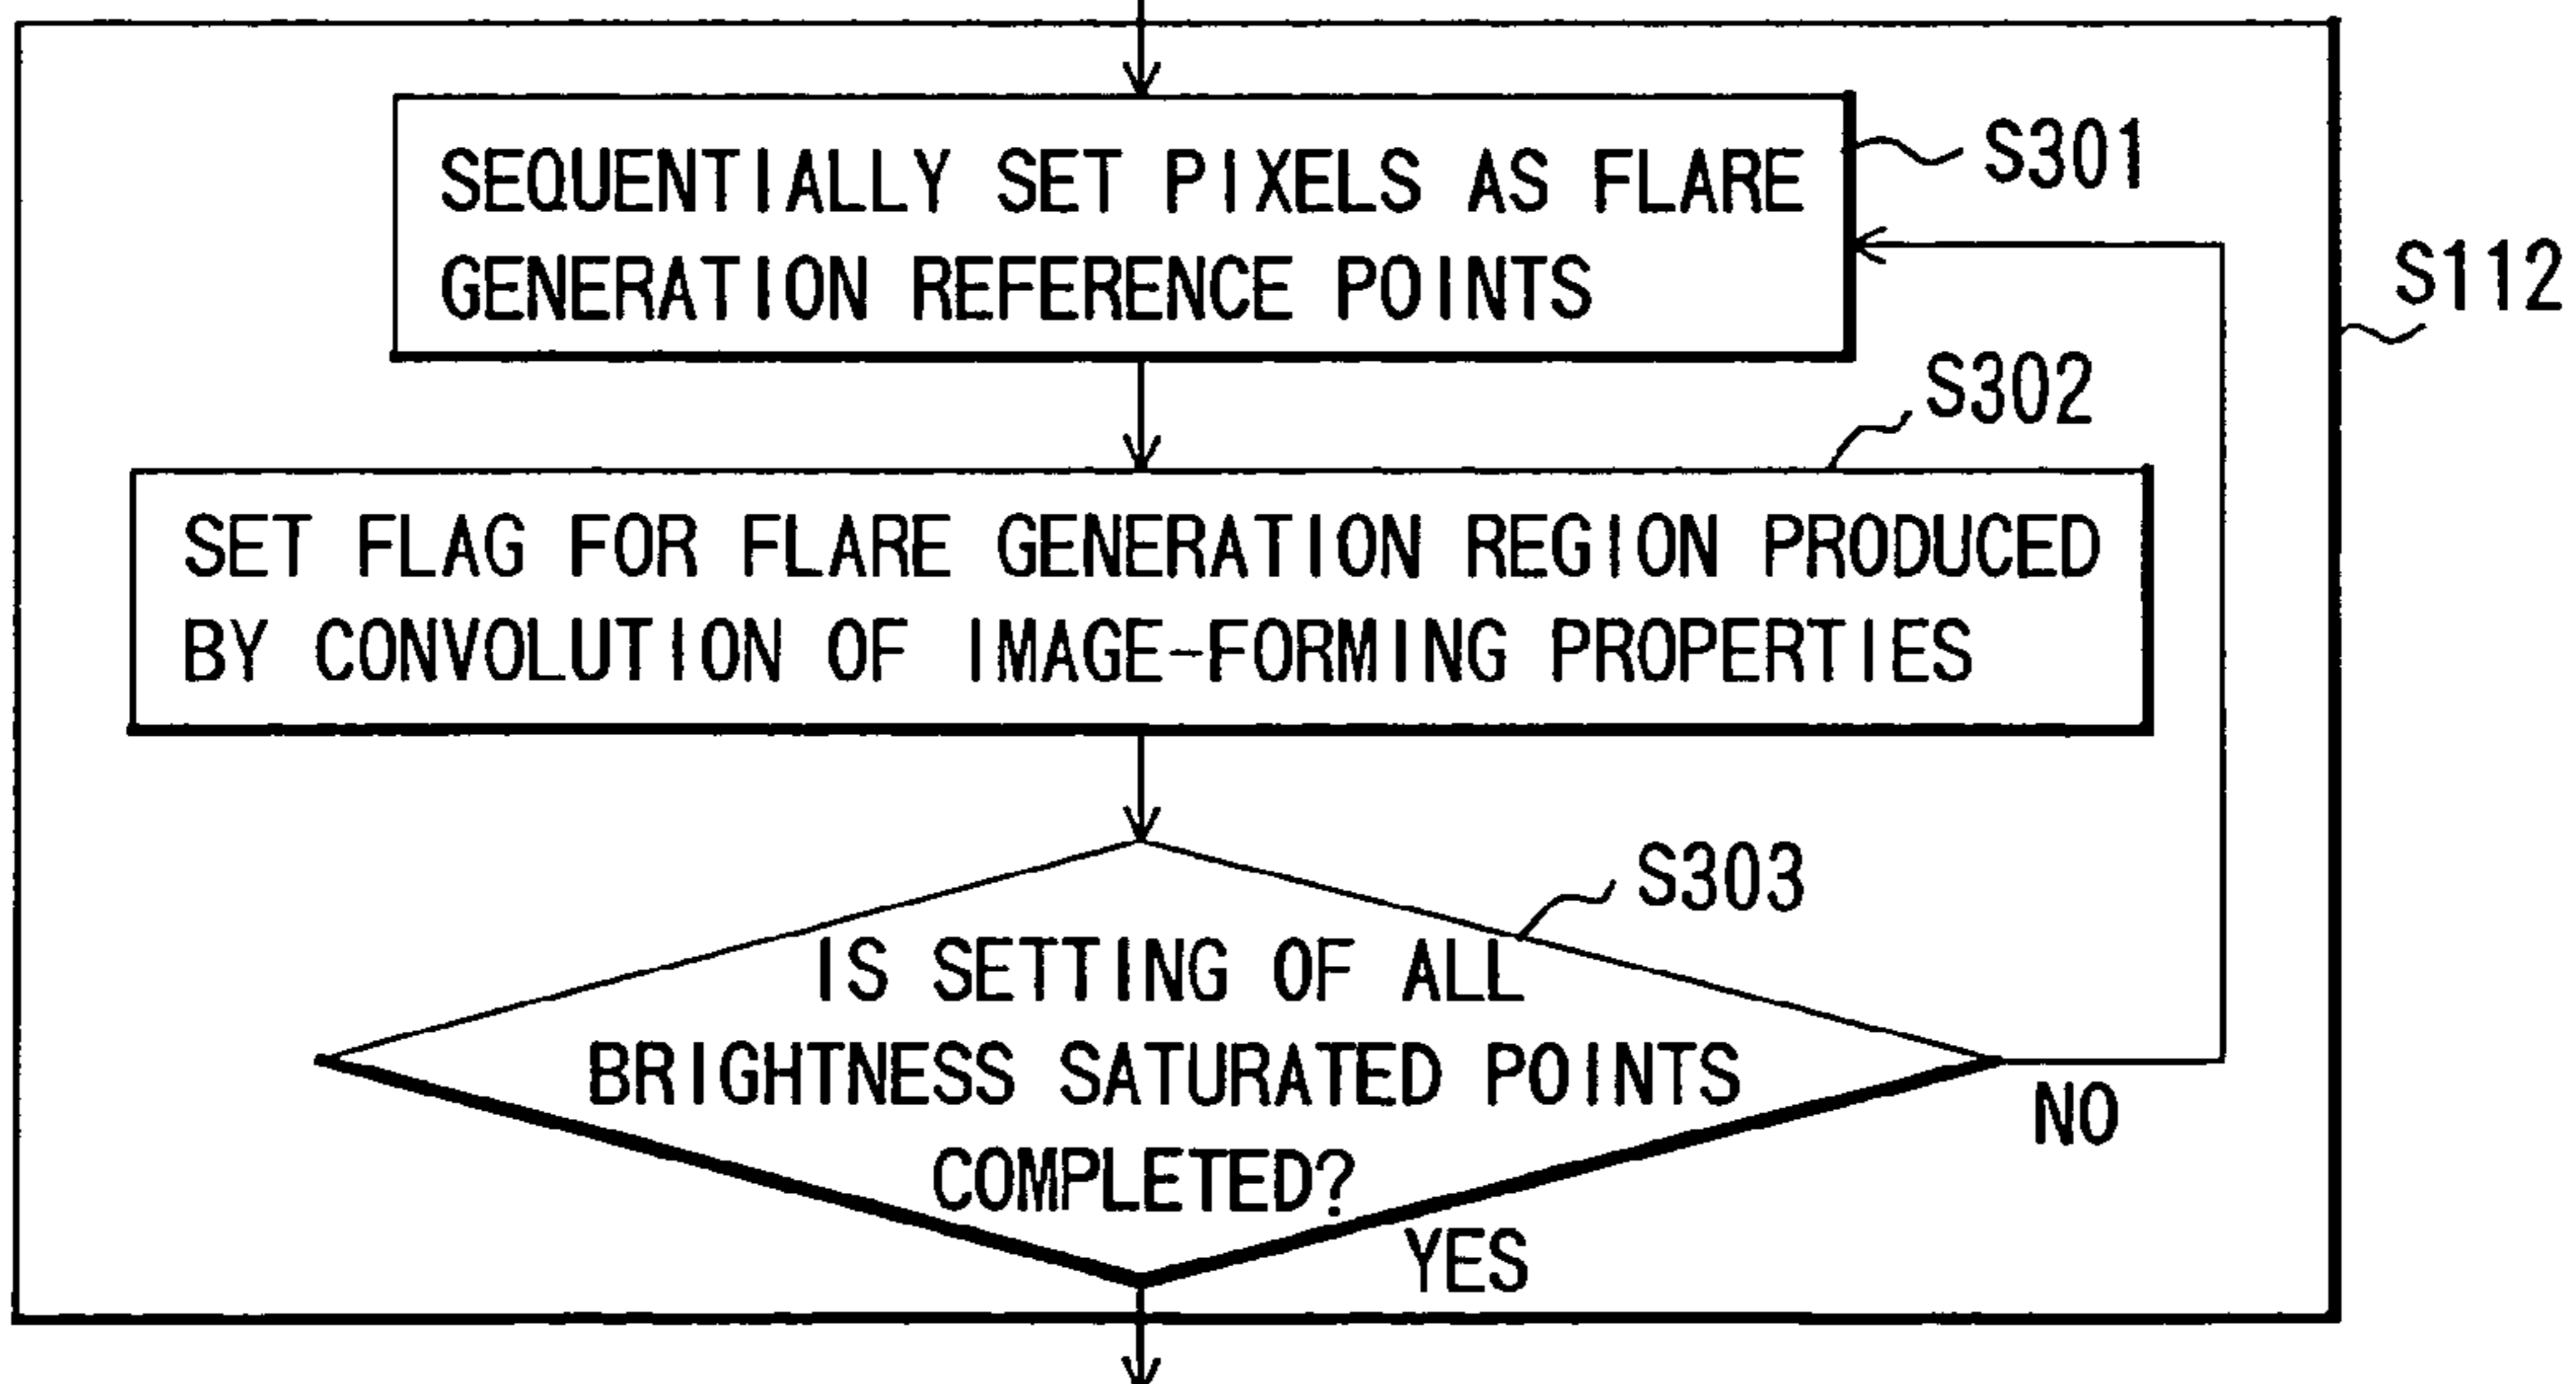 SEQUENTIALLY SET PIXELS AS FLARE
GENERATION REFERENCE POINTS
S301
S112
S302
SET FLAG FOR FLARE GENERATION REGION PRODUCED
BY CONVOLUTION OF IMAGE-FORMING PROPERTIES
S303
IS SETTING OF ALL
BRIGHTNESS SATURATED POINTS
COMPLETED?
NO
YES